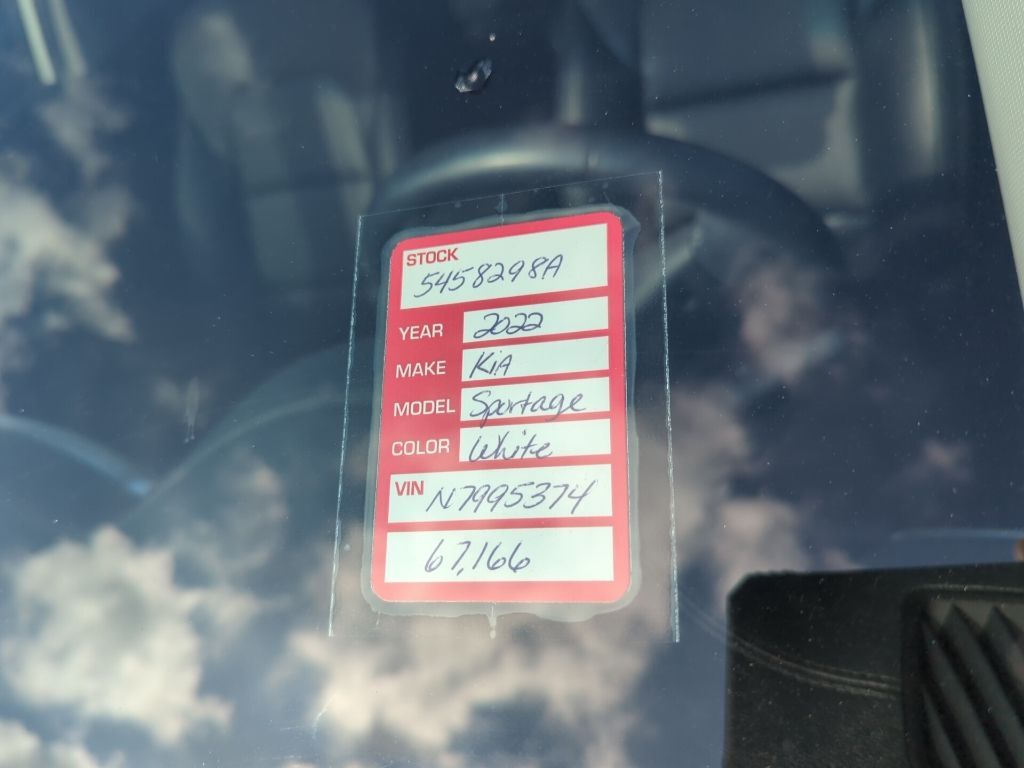 STOCK
5458298A
YEAR 2022
MAKE KiA
MODEL Sportage
COLOR White
VIN N7995374
67,166